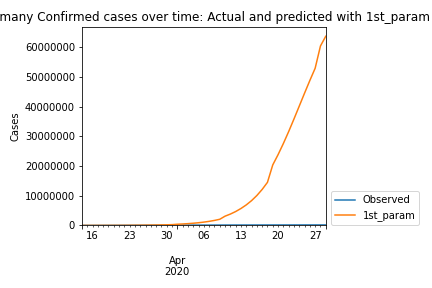 many Confirmed cases over time: Actual and predicted with 1st_param
60000000
50000000
40000000
30000000
20000000
10000000
0
Cases
16 23 30 06 13 20 27
Apr
2020
Observed
1st_param